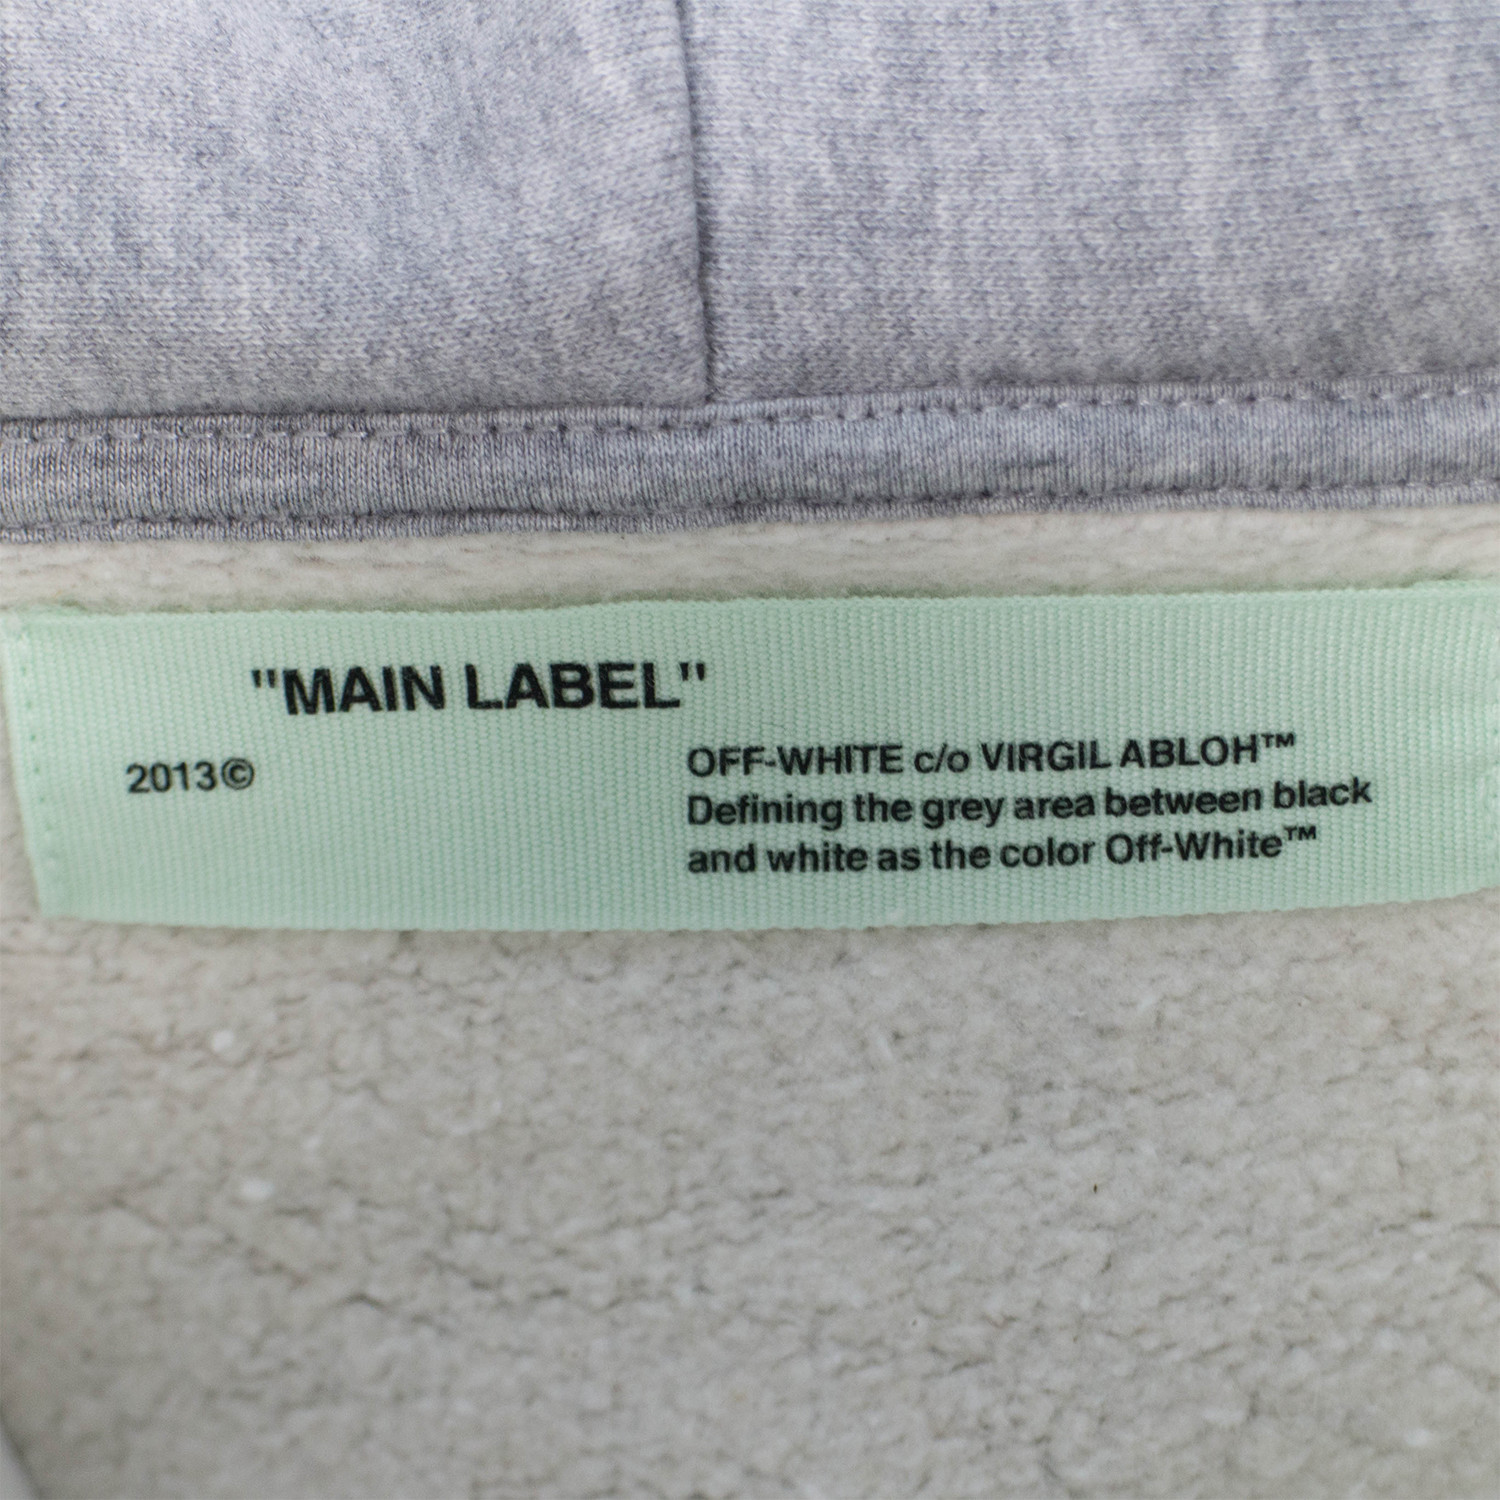 "MAIN LABEL"
2013©
OFF-WHITE c/o VIRGIL ABLOH™
Defining the grey area between black
and white as the color Off-White™